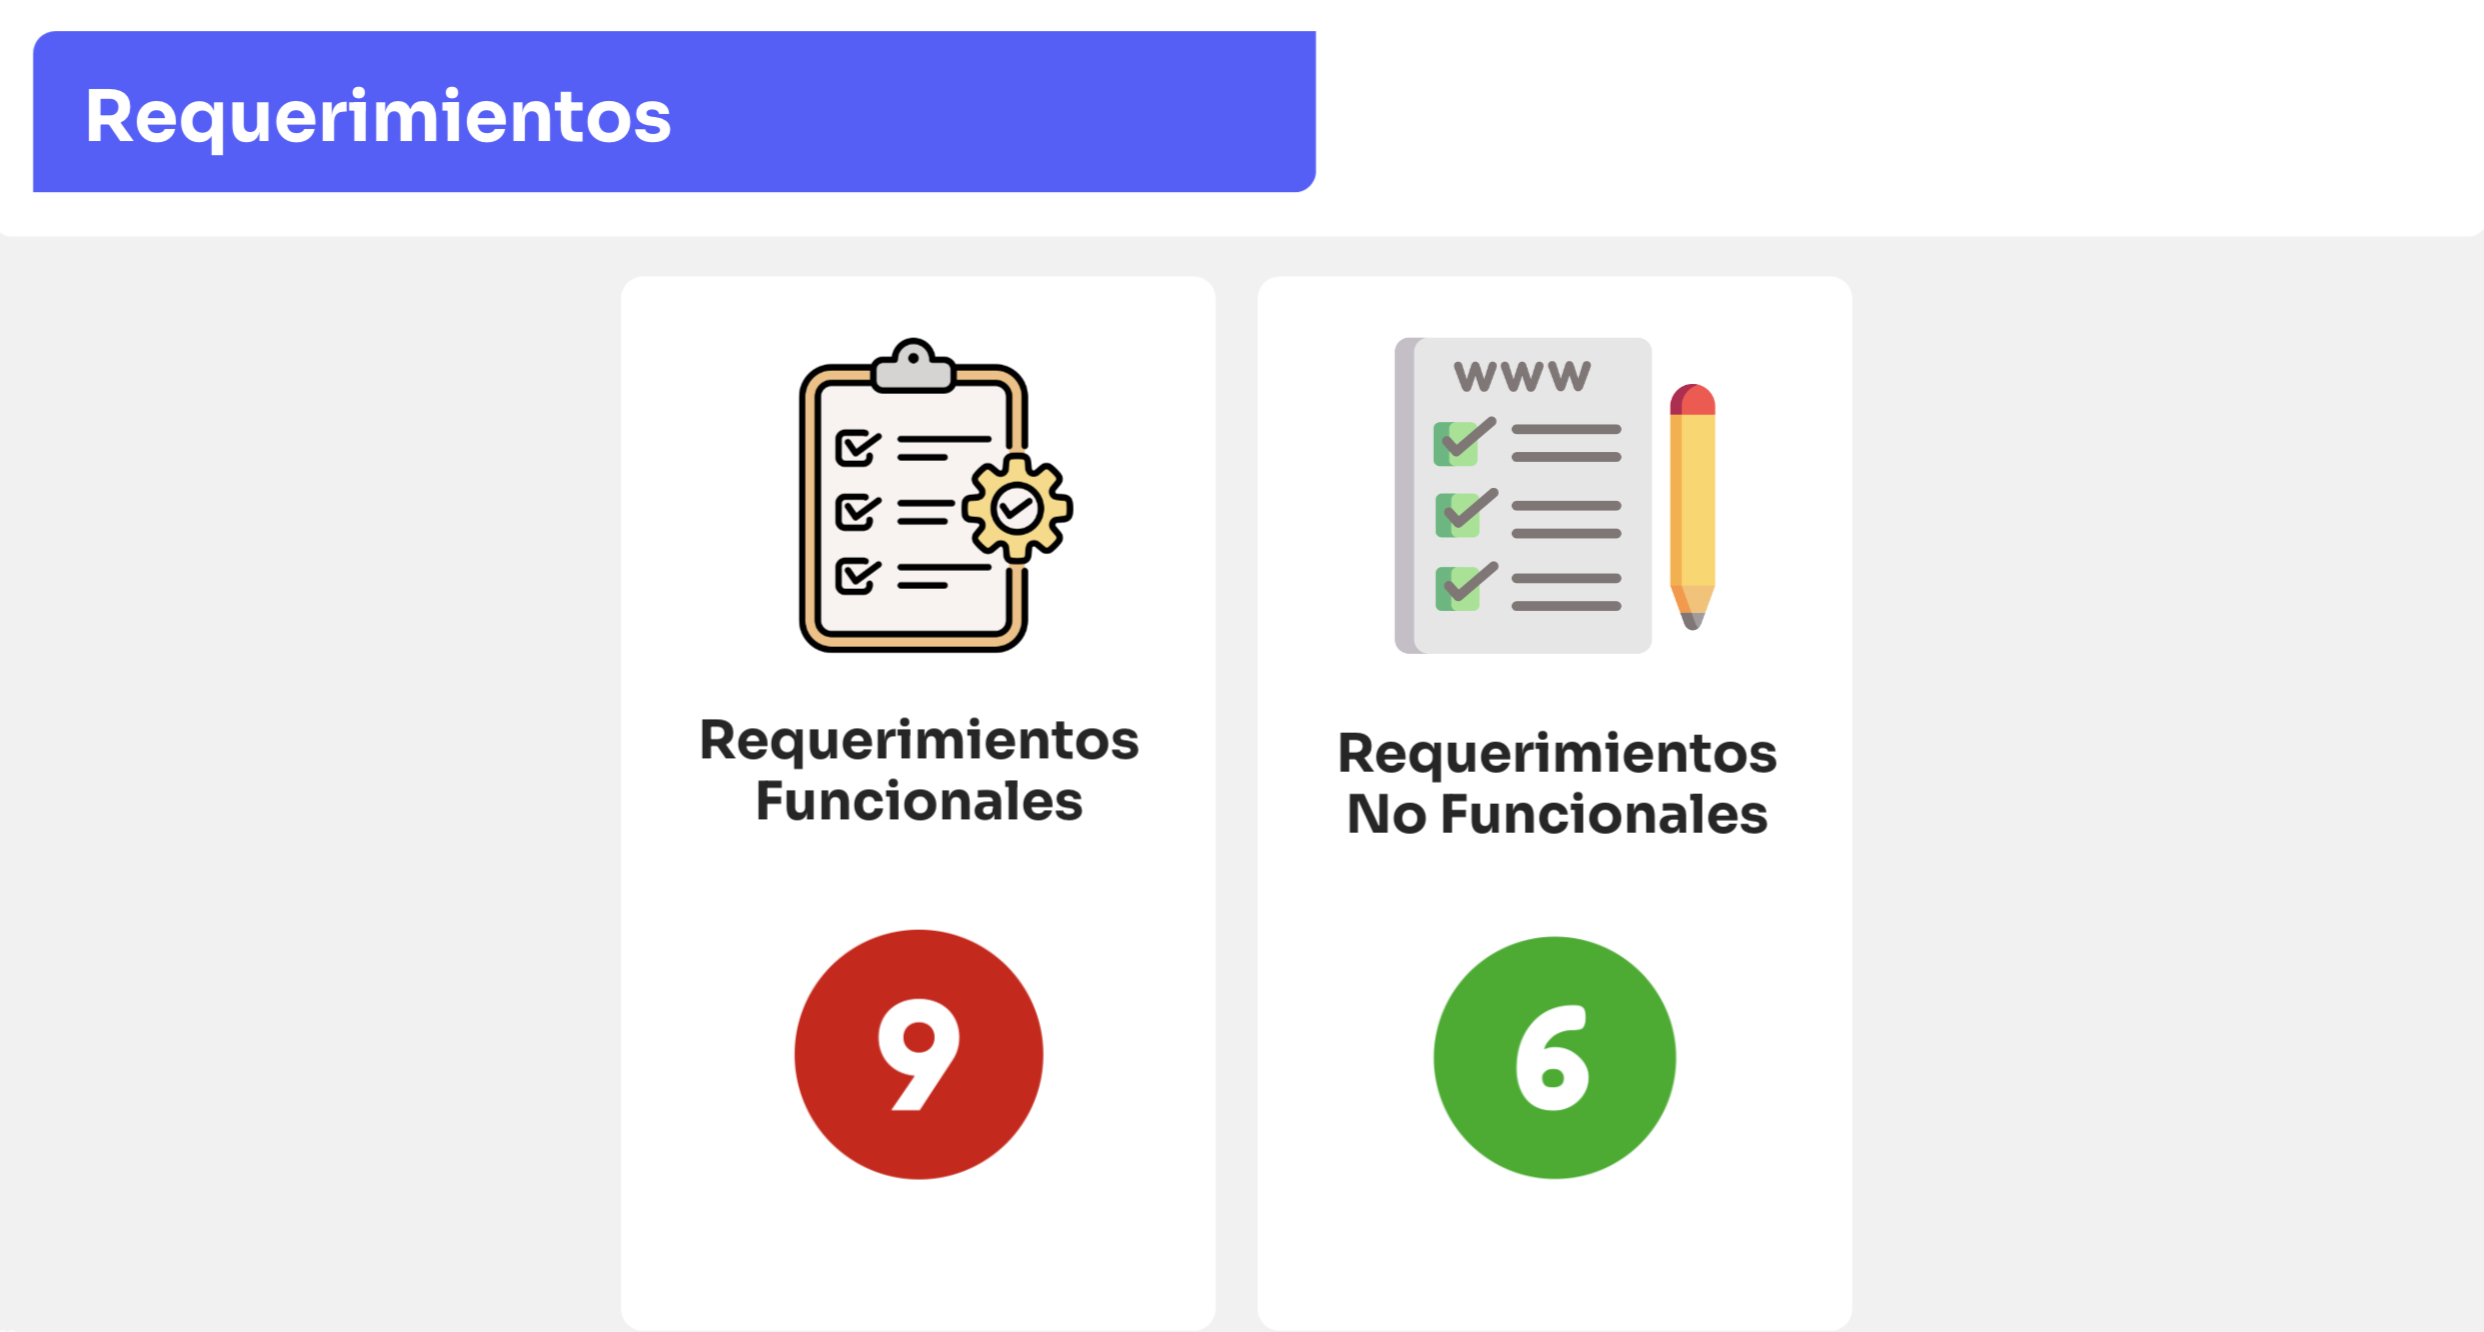 Requerimientos
Requerimientos
Funcionales
9
www
Requerimientos
No Funcionales
6